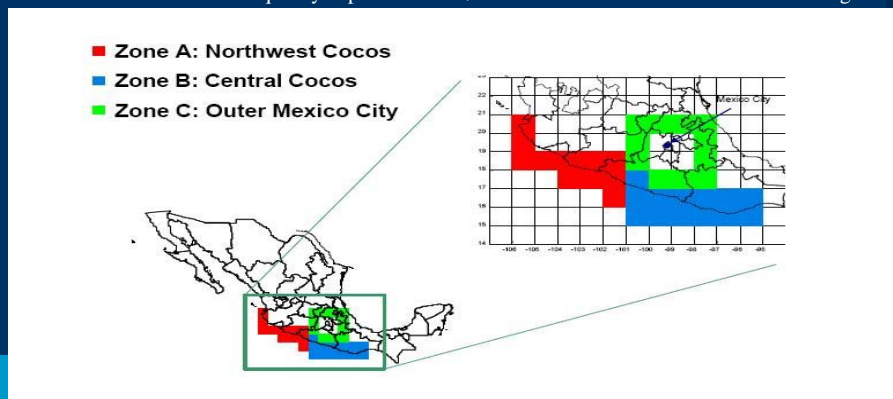 Zone A: Northwest Cocos
Zone B: Central Cocos
Zone C: Outer Mexico City
Mexico City
22
21
20
19
18
17
16
15
14
-106 -105 -104 -103 -102 -101 -100 -99 -98 -97 -96 -95